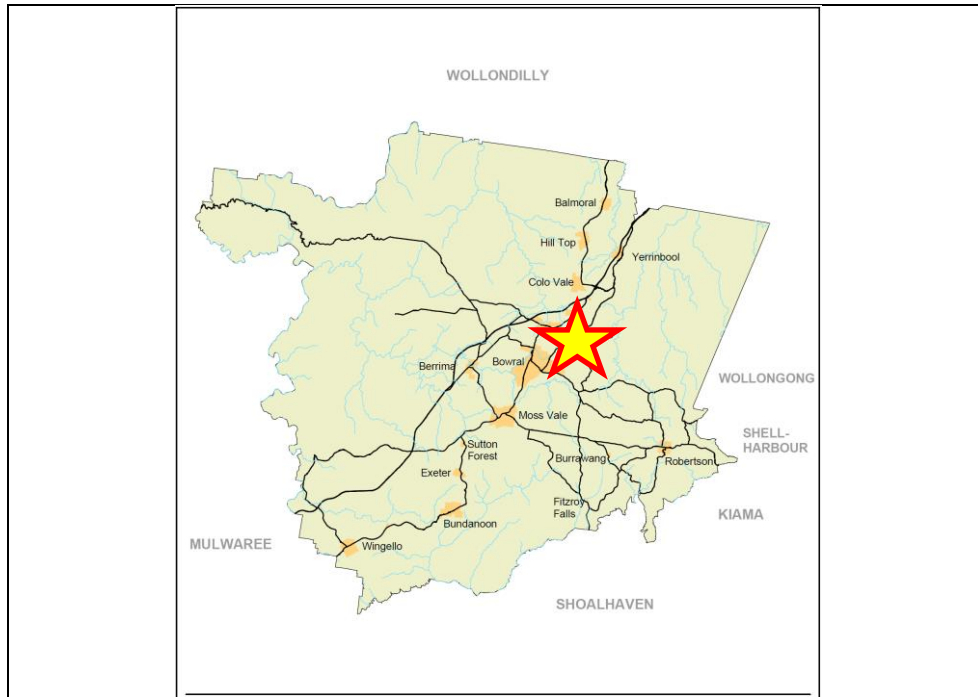 WOLLONDILLY
Balmoral
Hill Top
Yerrinbool
Colo Vale
Berrima
Bowral
WOLLONGONG
Moss Vale
SHELL-
HARBOUR
Sutton
Forest
Burrawang
Robertson
Exeter
Fitzroy
Falls
KIAMA
Bundanoon
MULWAREE
Wingello
SHOALHAVEN